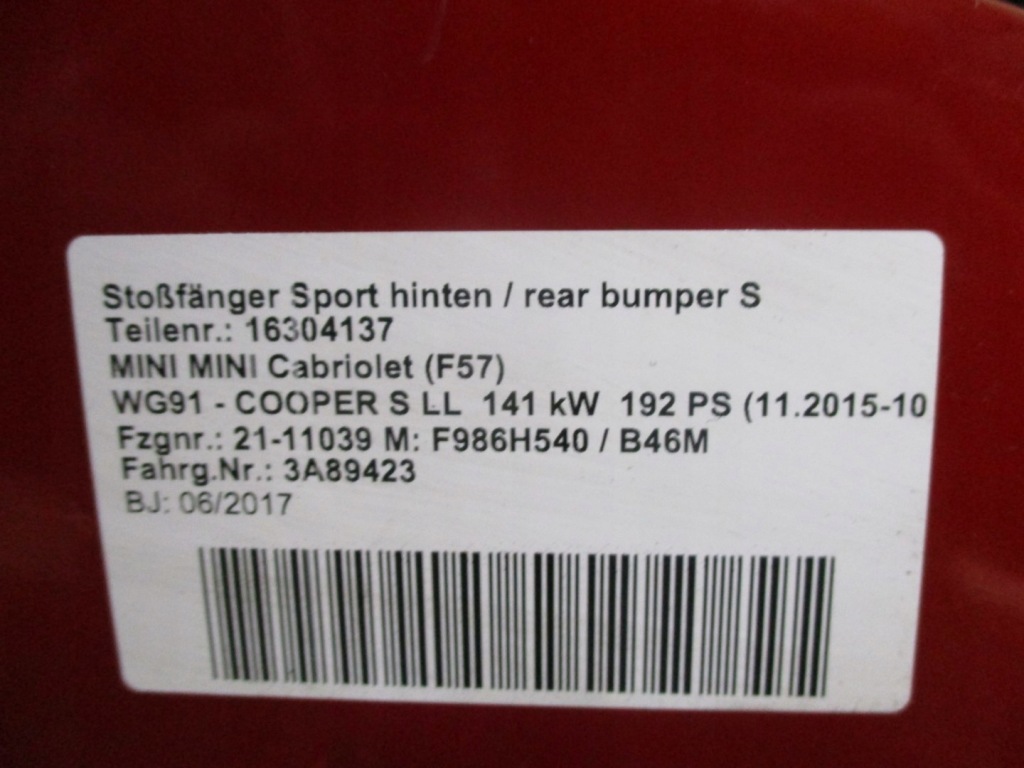 Stoßfänger Sport hinten / rear bumper S
Teilenr.: 16304137
MINI MINI Cabriolet (F57)
WG91 - COOPER S LL 141 kW 192 PS (11.2015-10
Fzgnr.: 21-11039 M: F986H540 / B46M
Fahrg.Nr.: 3A89423
BJ: 06/2017